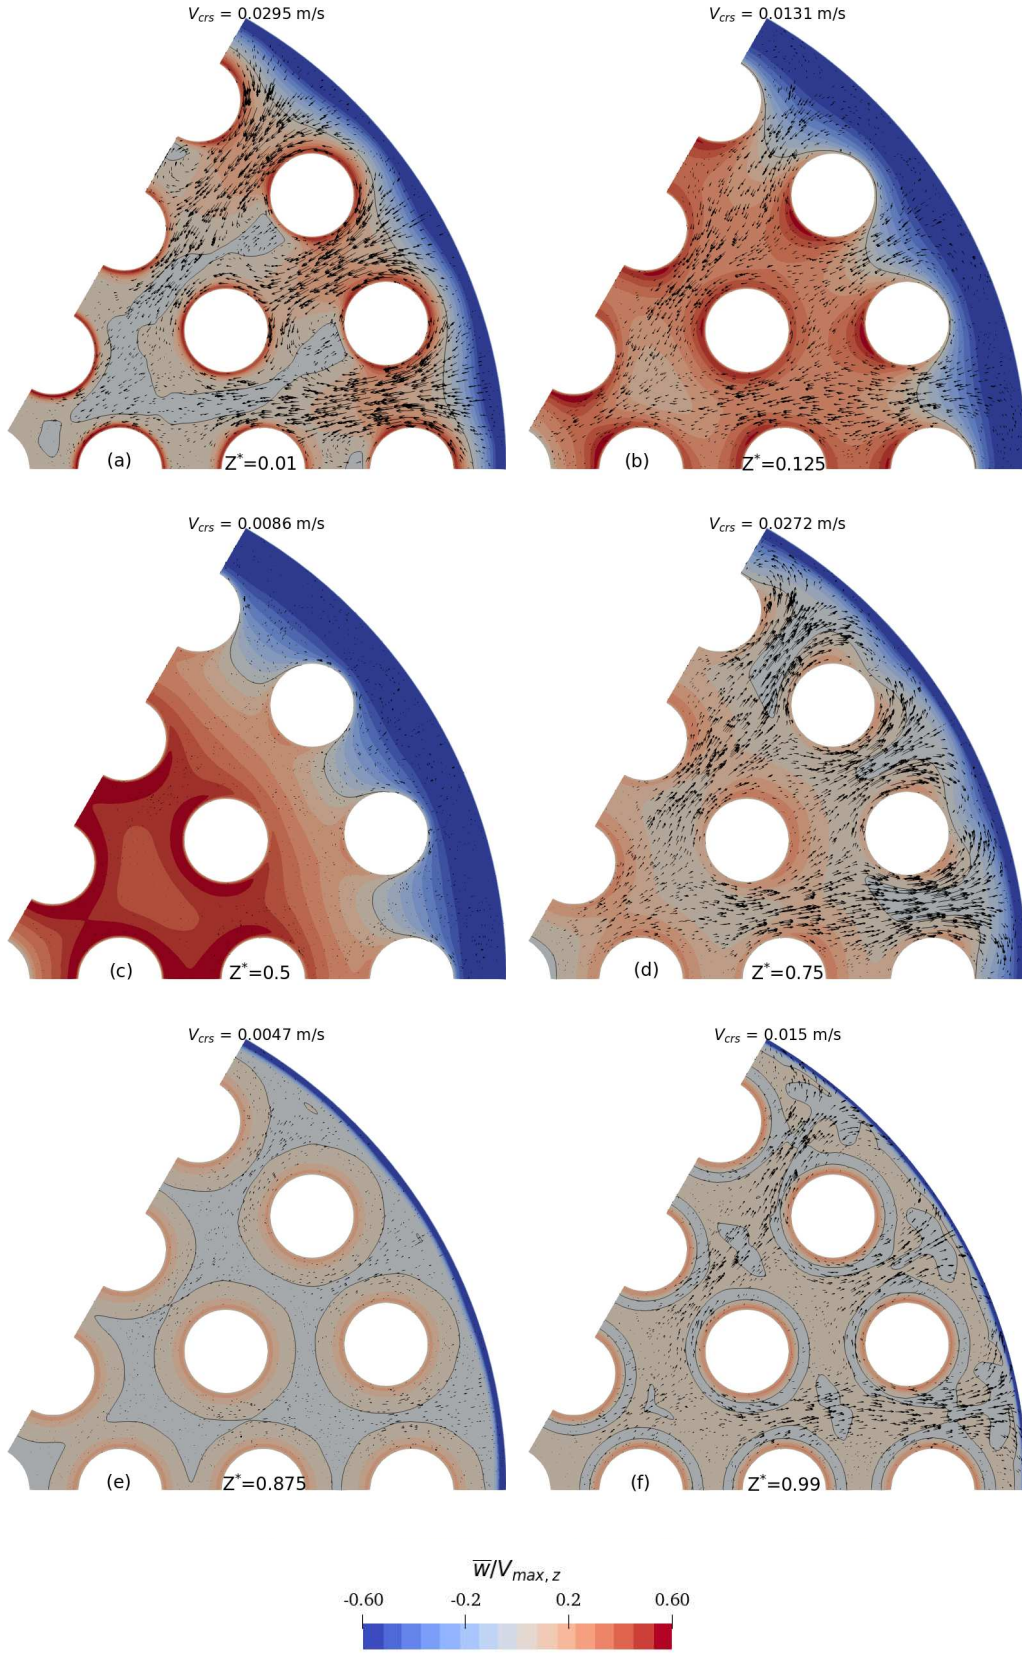 V_crs = 0.0295 m/s
V_crs = 0.0131 m/s
(a)
Z*=0.01
(b)
Z*=0.125
V_crs = 0.0086 m/s
V_crs = 0.0272 m/s
(c)
Z*=0.5
(d)
Z*=0.75
V_crs = 0.0047 m/s
V_crs = 0.015 m/s
(e)
Z*=0.875
(f)
Z*=0.99
w̅/V_max, z
-0.60 -0.2 0.2 0.60